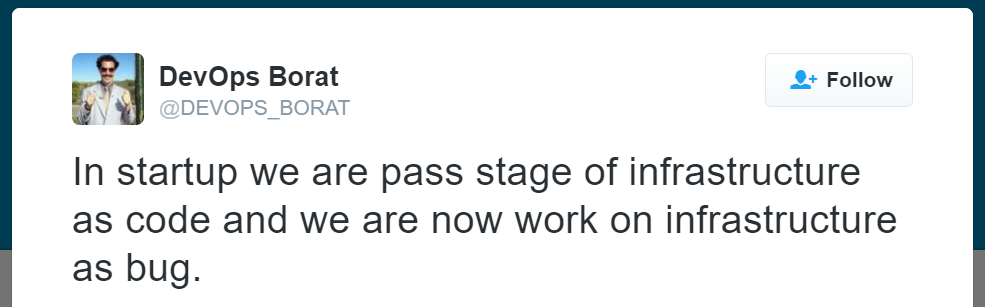 DevOps Borat
@DEVOPS_BORAT
Follow
In startup we are pass stage of infrastructure
as code and we are now work on infrastructure
as bug.